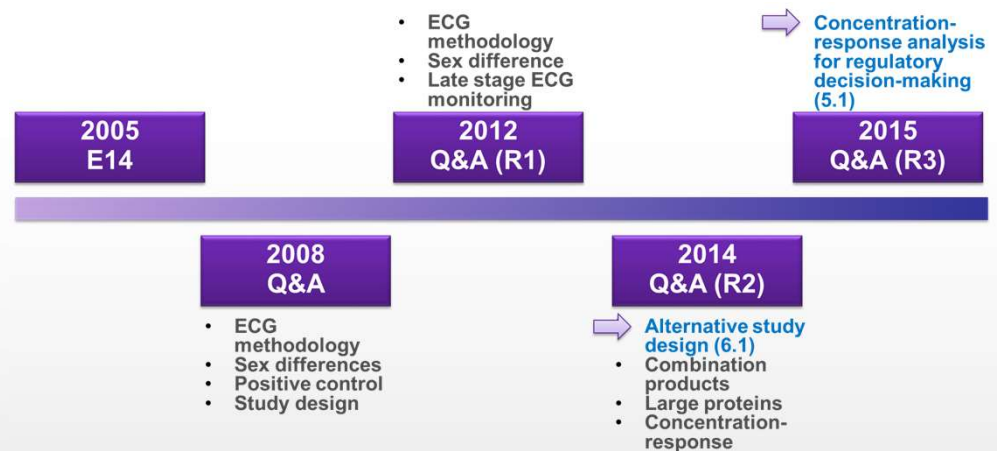 • ECG
methodology
• Sex difference
• Late stage ECG
monitoring
Concentration-
response analysis
for regulatory
decision-making
(5.1)
2005
E14
2012
Q&A (R1)
2015
Q&A (R3)
2008
Q&A
2014
Q&A (R2)
• ECG
methodology
• Sex differences
• Positive control
• Study design
Alternative study
design (6.1)
• Combination
products
• Large proteins
• Concentration-
response